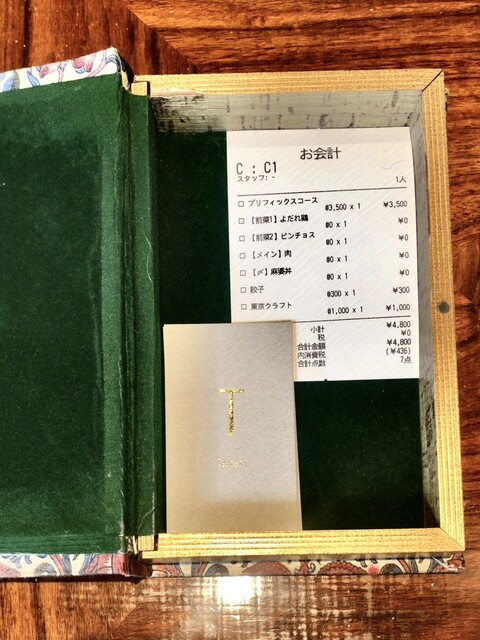 お会計
C : C1
スタッフ: -
1人
□ プリフィックスコース @3,500 x 1 ¥3,500
□ 【前菜1】よだれ鶏 @0 x 1 ¥0
□ 【前菜2】ピンチョス @0 x 1 ¥0
□ 【メイン】肉 @0 x 1 ¥0
□ 【〆】麻婆丼 @0 x 1 ¥0
□ 餃子 @300 x 1 ¥300
□ 東京クラフト @1,000 x 1 ¥1,000
小計 ¥4,800
税 ¥0
合計金額 ¥4,800
内消費税 (¥436)
合計点数 7点
T